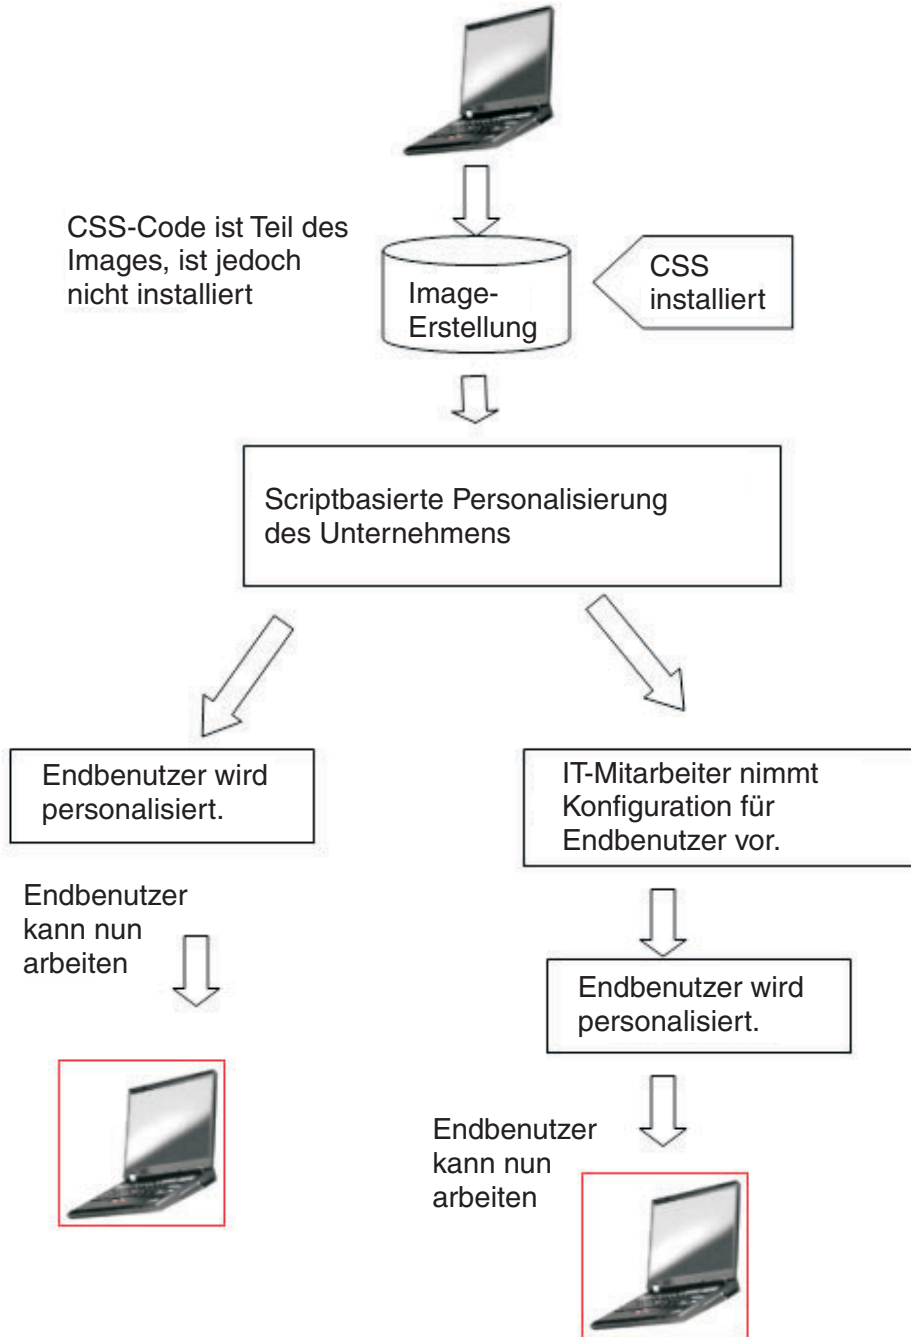 CSS-Code ist Teil des
Images, ist jedoch
nicht installiert
Image-
Erstellung
CSS
installiert
Scriptbasierte Personalisierung
des Unternehmens
Endbenutzer wird
personalisiert.
IT-Mitarbeiter nimmt
Konfiguration für
Endbenutzer vor.
Endbenutzer
kann nun
arbeiten
Endbenutzer wird
personalisiert.
Endbenutzer
kann nun
arbeiten